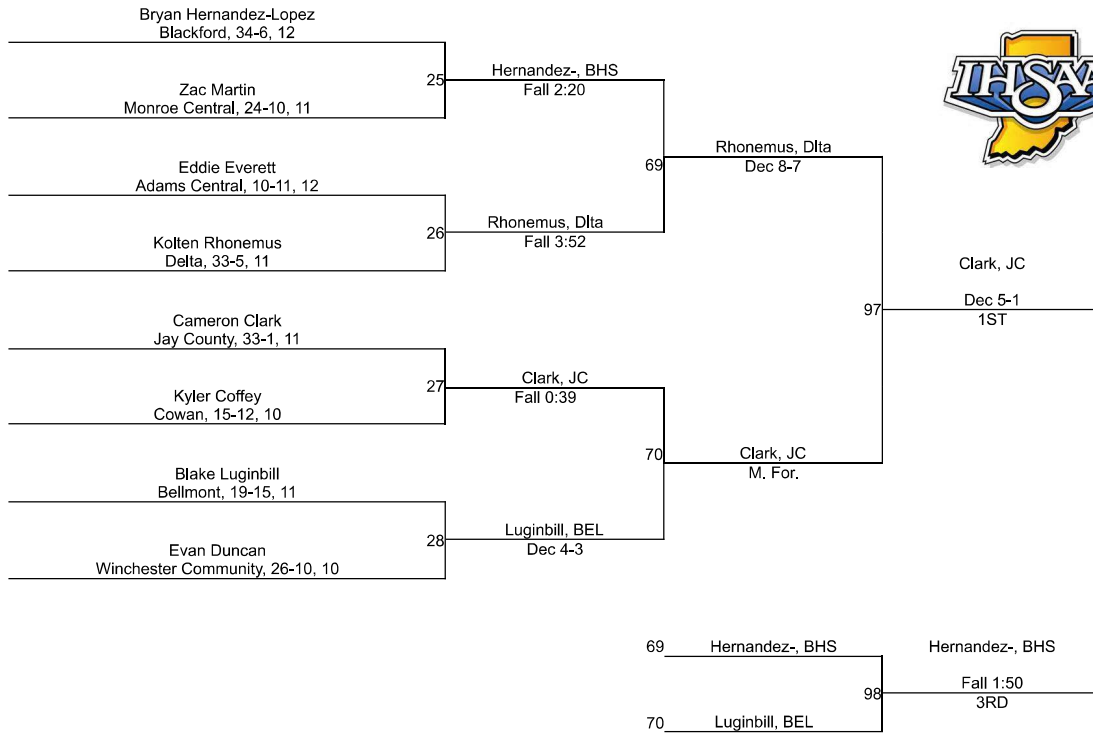 Bryan Hernandez-Lopez
Blackford, 34-6, 12
25
Hernandez-, BHS
Fall 2:20
Zac Martin
Monroe Central, 24-10, 11
IHSAA
69
Rhonemus, Dlta
Dec 8-7
Eddie Everett
Adams Central, 10-11, 12
26
Rhonemus, Dlta
Fall 3:52
Kolten Rhonemus
Delta, 33-5, 11
97
Clark, JC
Dec 5-1
1ST
Cameron Clark
Jay County, 33-1, 11
27
Clark, JC
Fall 0:39
Kyler Coffey
Cowan, 15-12, 10
70
Clark, JC
M. For.
Blake Luginbill
Bellmont, 19-15, 11
28
Luginbill, BEL
Dec 4-3
Evan Duncan
Winchester Community, 26-10, 10
69
Hernandez-, BHS
98
Hernandez-, BHS
Fall 1:50
3RD
70
Luginbill, BEL